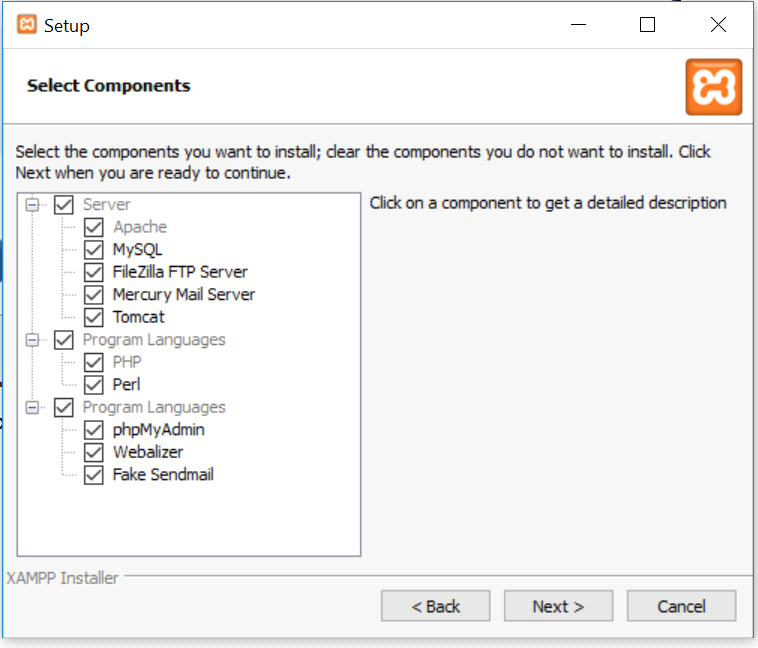 Setup
Select Components
Select the components you want to install; clear the components you do not want to install. Click
Next when you are ready to continue.
Server
Apache
MySQL
FileZilla FTP Server
Mercury Mail Server
Tomcat
Program Languages
PHP
Perl
Program Languages
phpMyAdmin
Webalizer
Fake Sendmail
Click on a component to get a detailed description
XAMPP Installer
< Back
Next >
Cancel